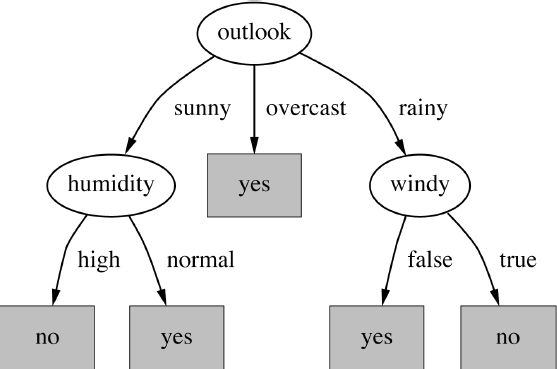 outlook
sunny overcast rainy
humidity yes windy
high normal false true
no yes yes no